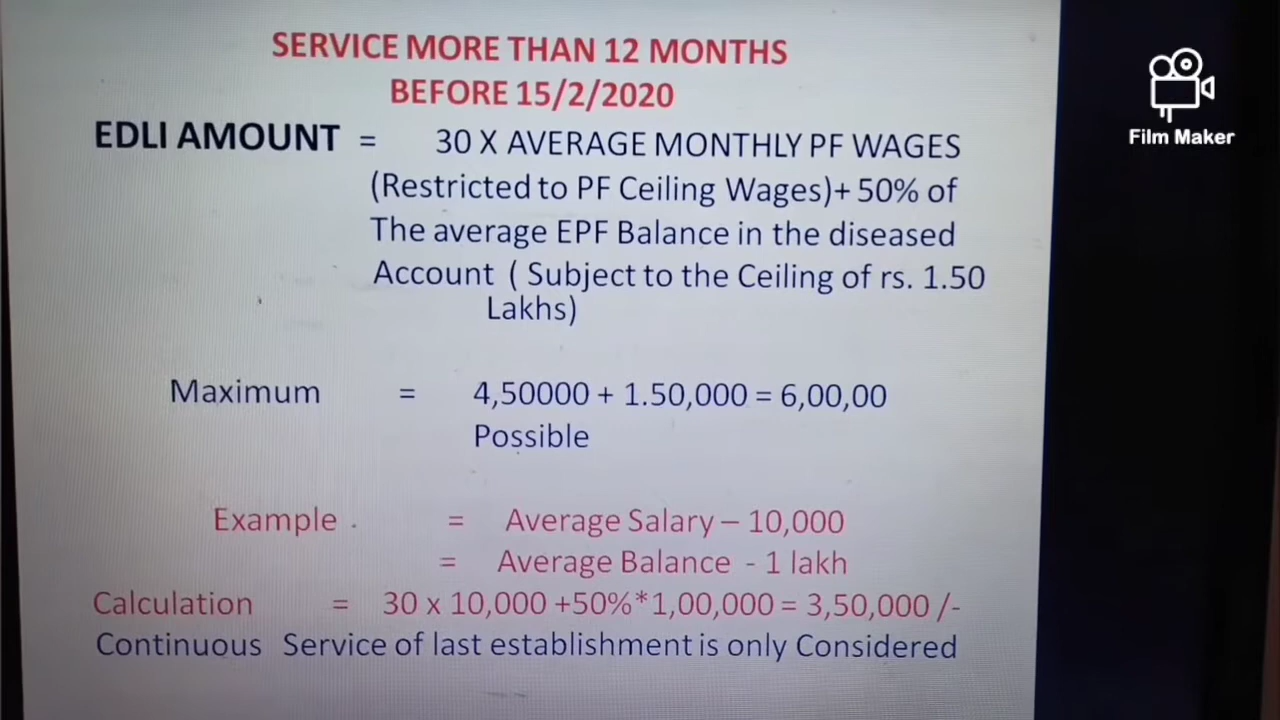 SERVICE MORE THAN 12 MONTHS
BEFORE 15/2/2020
EDLI AMOUNT = 30 X AVERAGE MONTHLY PF WAGES
(Restricted to PF Ceiling Wages)+ 50% of
The average EPF Balance in the diseased
Account ( Subject to the Ceiling of rs. 1.50
Lakhs)
Maximum = 4,50000 + 1.50,000 = 6,00,00
Possible
Example . = Average Salary – 10,000
= Average Balance - 1 lakh
Calculation = 30 x 10,000 +50%*1,00,000 = 3,50,000 /-
Continuous Service of last establishment is only Considered
Film Maker